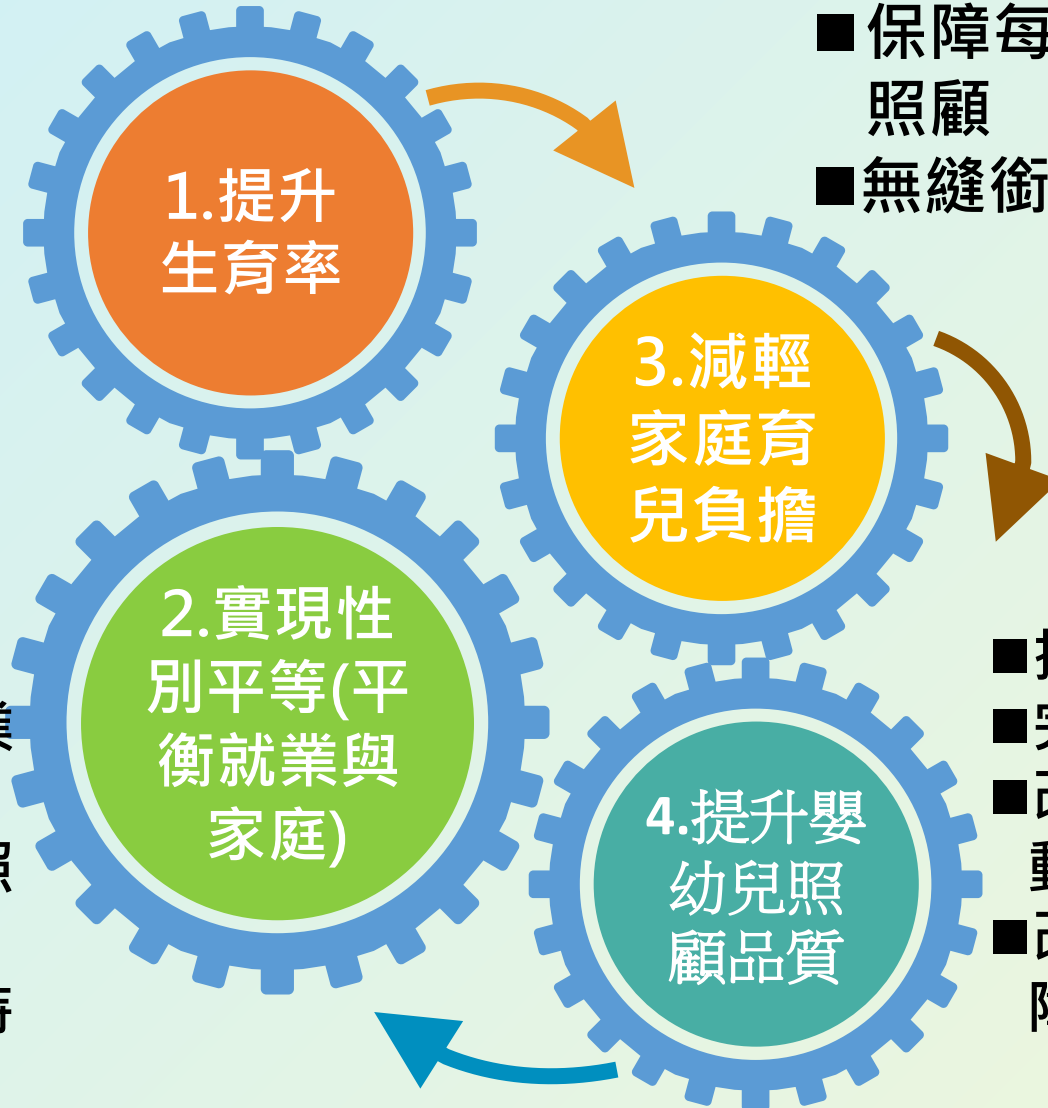 1.提升
生育率
2.實現性
別平等(平
衡就業與
家庭)
3.減輕
家庭育
兒負擔
4.提升嬰
幼兒照
顧品質
■保障每
照顧
■無縫銜
業
照